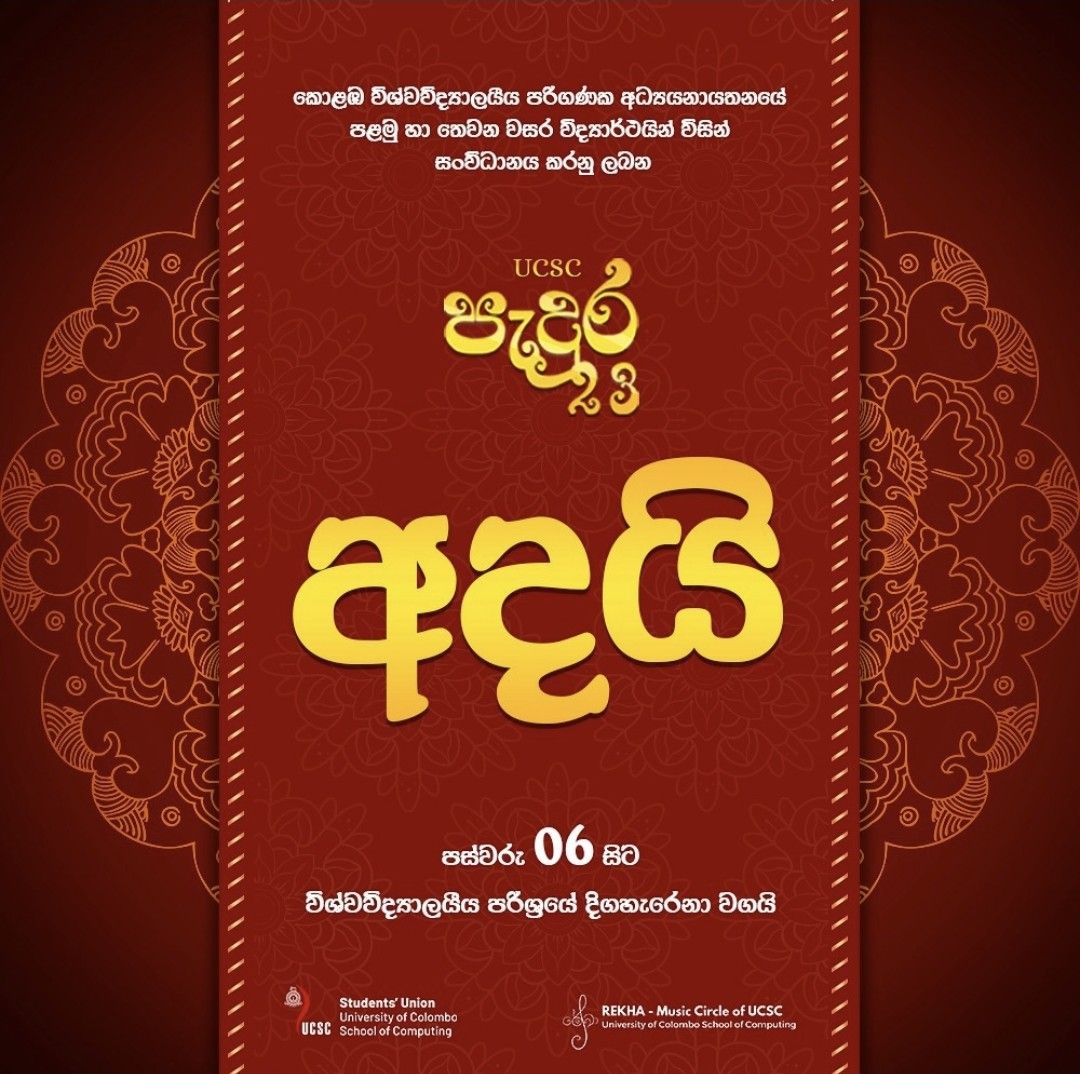 කොළඹ විශ්වවිද්‍යාලයීය පරිගණක අධ්‍යයනායතනයේ
පළමු හා තෙවන වසර විද්‍යාර්ථයින් විසින්
සංවිධානය කරනු ලබන
UCSC
පැදුර
23
අදයි
පස්වරු 06 සිට
විශ්වවිද්‍යාලයීය පරිශ්‍රයේ දිගහැරෙනා වගයි
UCSC
Students' Union
University of Colombo
School of Computing
REKHA - Music Circle of UCSC
University of Colombo School of Computing